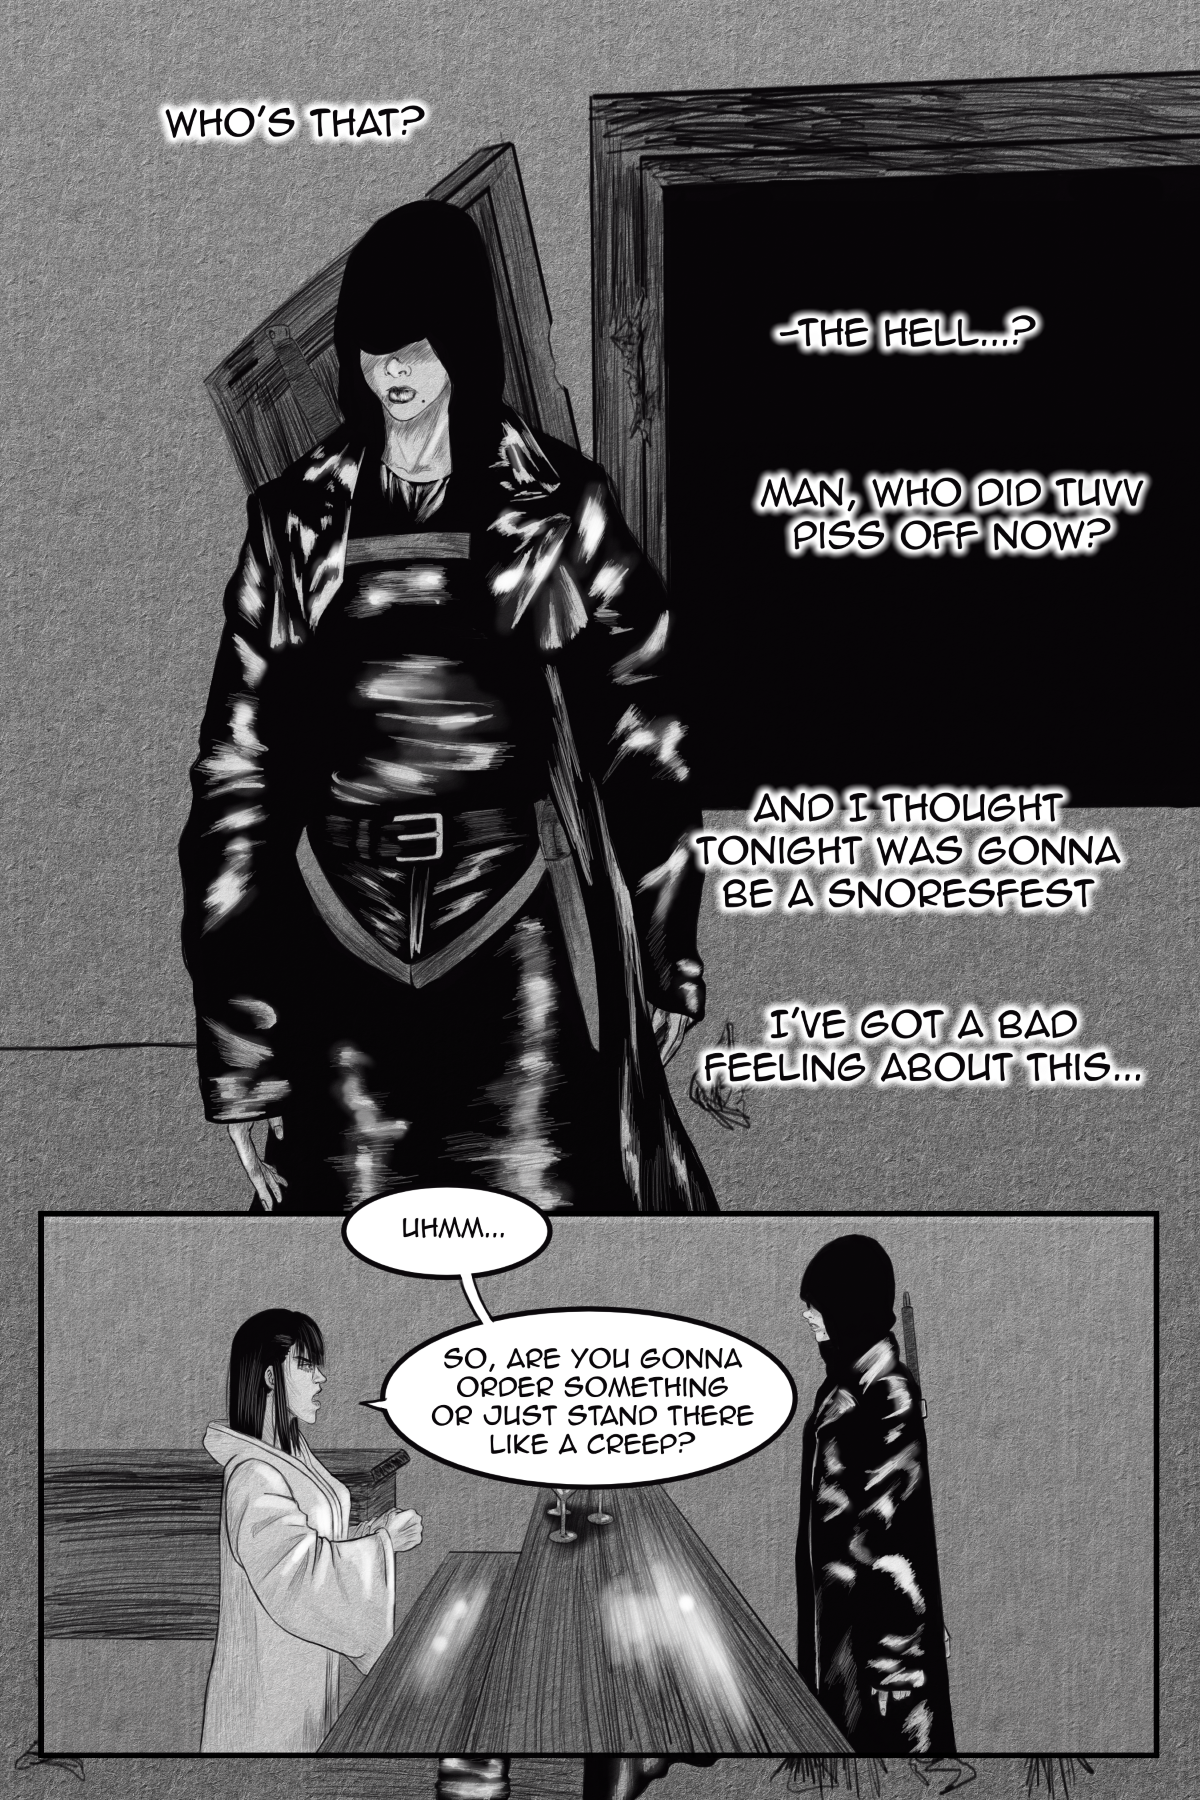 WHO'S THAT?
-THE HELL...?
MAN, WHO DID TUVV
PISS OFF NOW?
AND I THOUGHT
TONIGHT WAS GONNA
BE A SNORESFEST
I'VE GOT A BAD
FEELING ABOUT THIS...
UHMM...
SO, ARE YOU GONNA
ORDER SOMETHING
OR JUST STAND THERE
LIKE A CREEP?